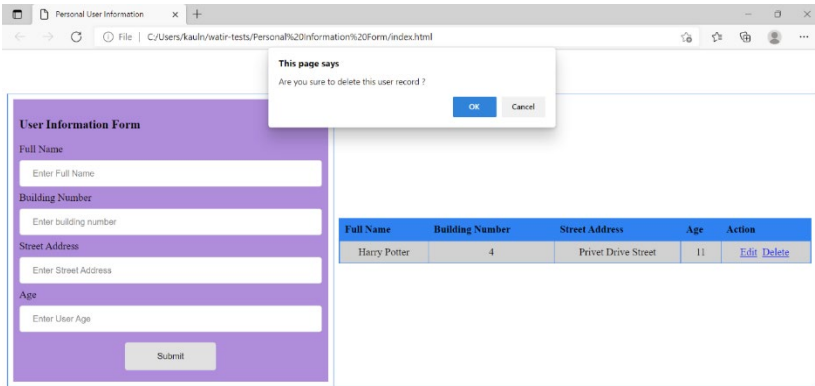 Personal User Information
File | C:/Users/kauln/watir-tests/Personal%20Information%20Form/index.html
This page says
Are you sure to delete this user record ?
OK Cancel
User Information Form
Full Name
Enter Full Name
Building Number
Enter building number
Street Address
Enter Street Address
Age
Enter User Age
Submit
Full Name Building Number Street Address Age Action
Harry Potter 4 Privet Drive Street 11 Edit Delete